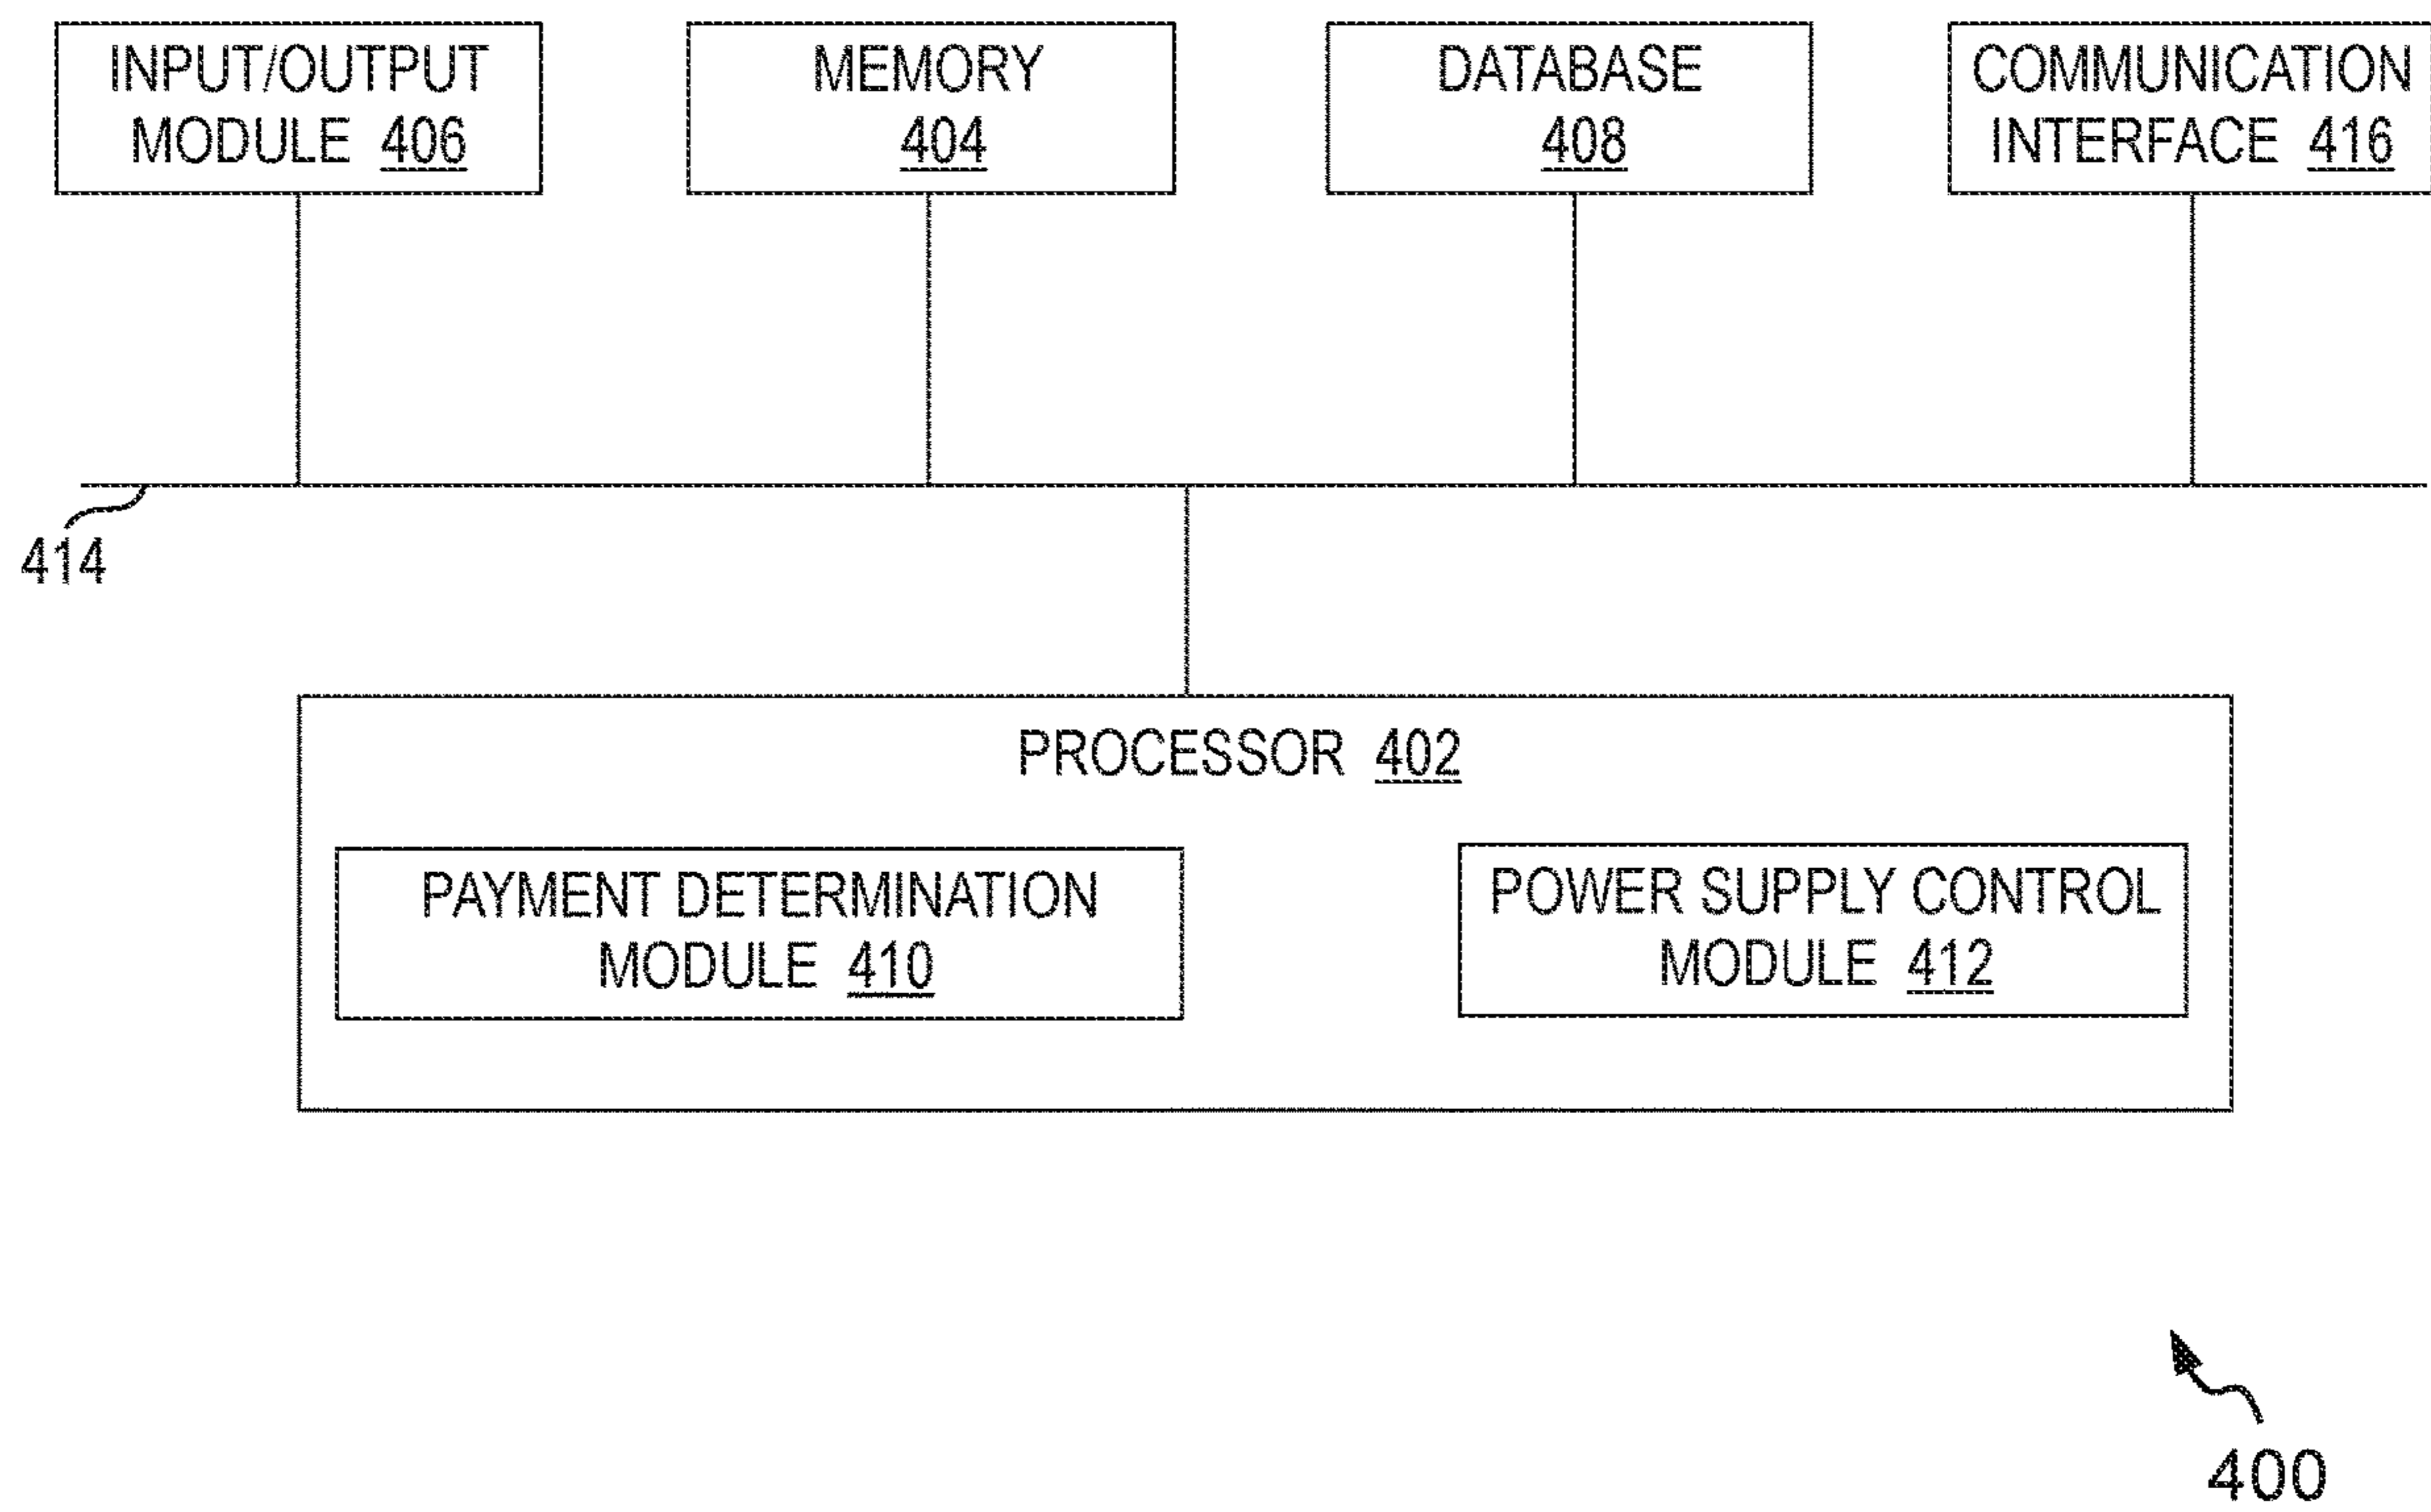 INPUT/OUTPUT
MODULE 406
MEMORY
404
DATABASE
408
COMMUNICATION
INTERFACE 416
414
PROCESSOR 402
PAYMENT DETERMINATION
MODULE 410
POWER SUPPLY CONTROL
MODULE 412
400